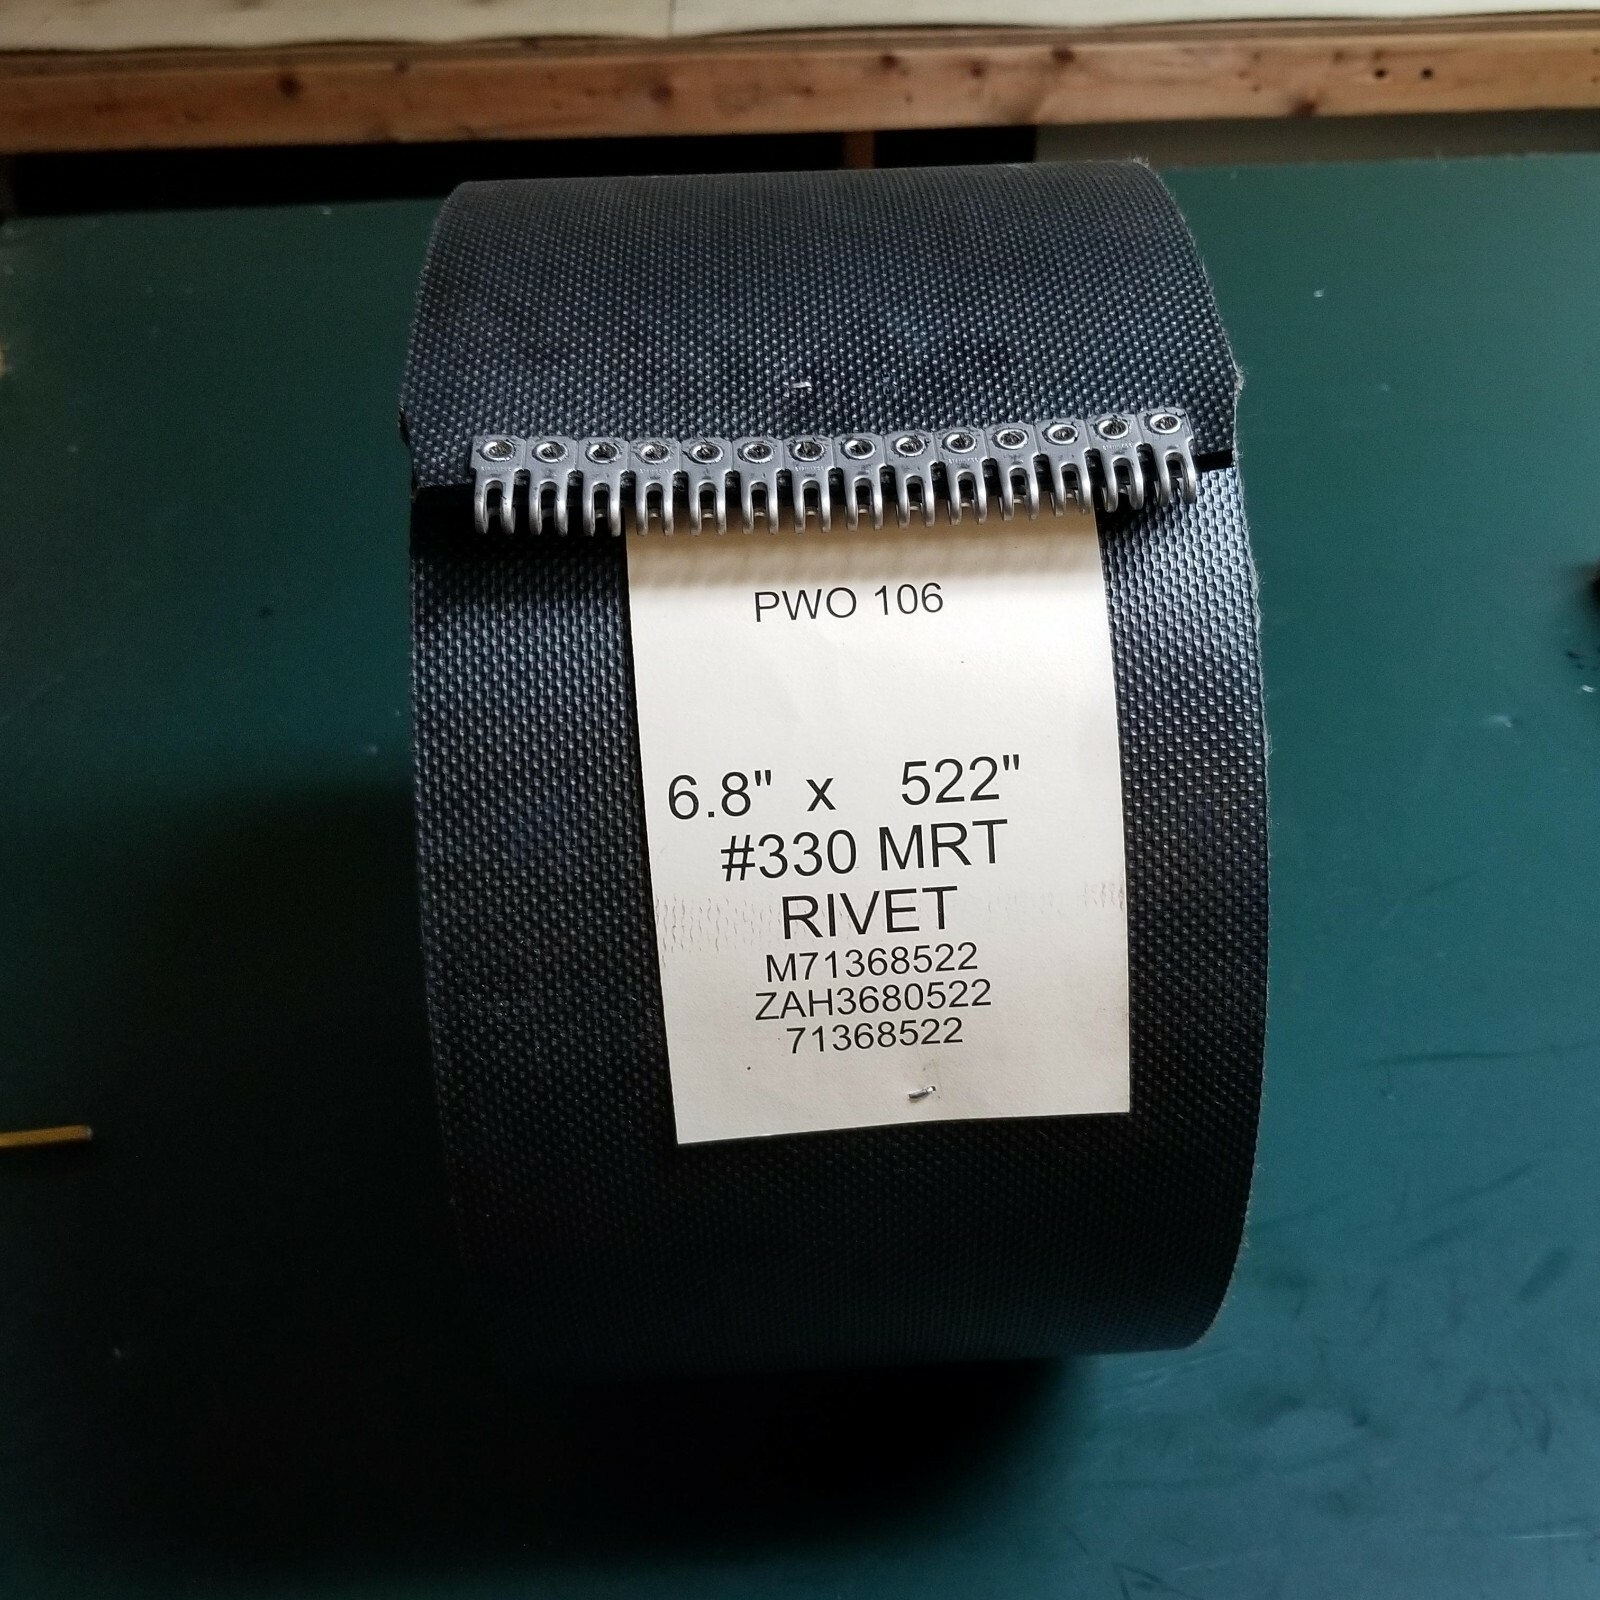 PWO 106
6.8" x 522"
#330 MRT
RIVET
M71368522
ZAH3680522
71368522